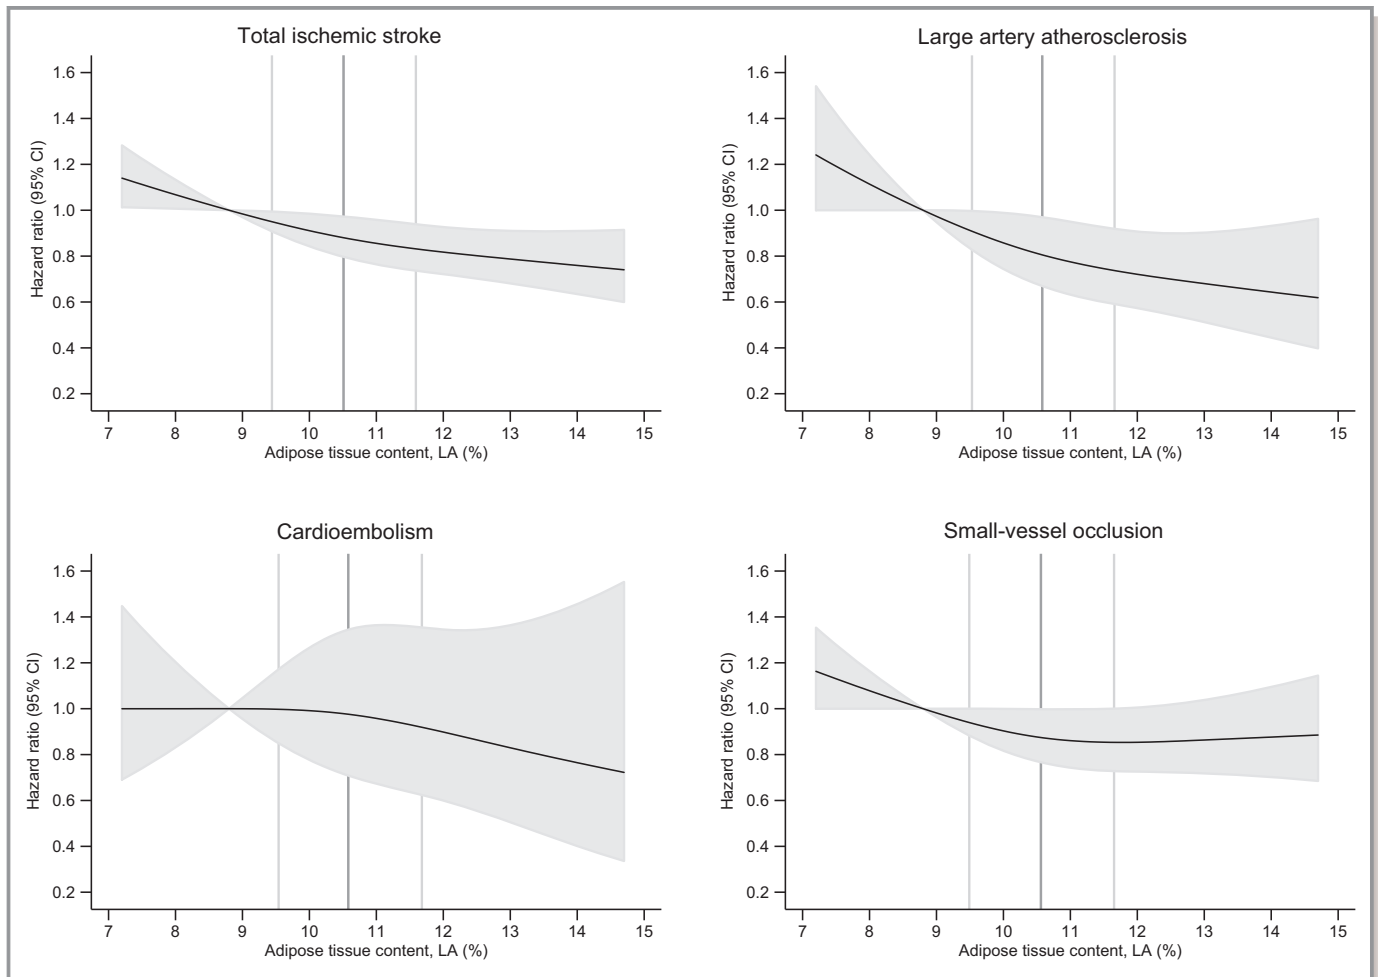 Total ischemic stroke
Hazard ratio (95% CI)
1.6
1.4
1.2
1.0
0.8
0.6
0.4
0.2
7 8 9 10 11 12 13 14 15
Adipose tissue content, LA (%)
Large artery atherosclerosis
Hazard ratio (95% CI)
1.6
1.4
1.2
1.0
0.8
0.6
0.4
0.2
7 8 9 10 11 12 13 14 15
Adipose tissue content, LA (%)
Cardioembolism
Hazard ratio (95% CI)
1.6
1.4
1.2
1.0
0.8
0.6
0.4
0.2
7 8 9 10 11 12 13 14 15
Adipose tissue content, LA (%)
Small-vessel occlusion
Hazard ratio (95% CI)
1.6
1.4
1.2
1.0
0.8
0.6
0.4
0.2
7 8 9 10 11 12 13 14 15
Adipose tissue content, LA (%)